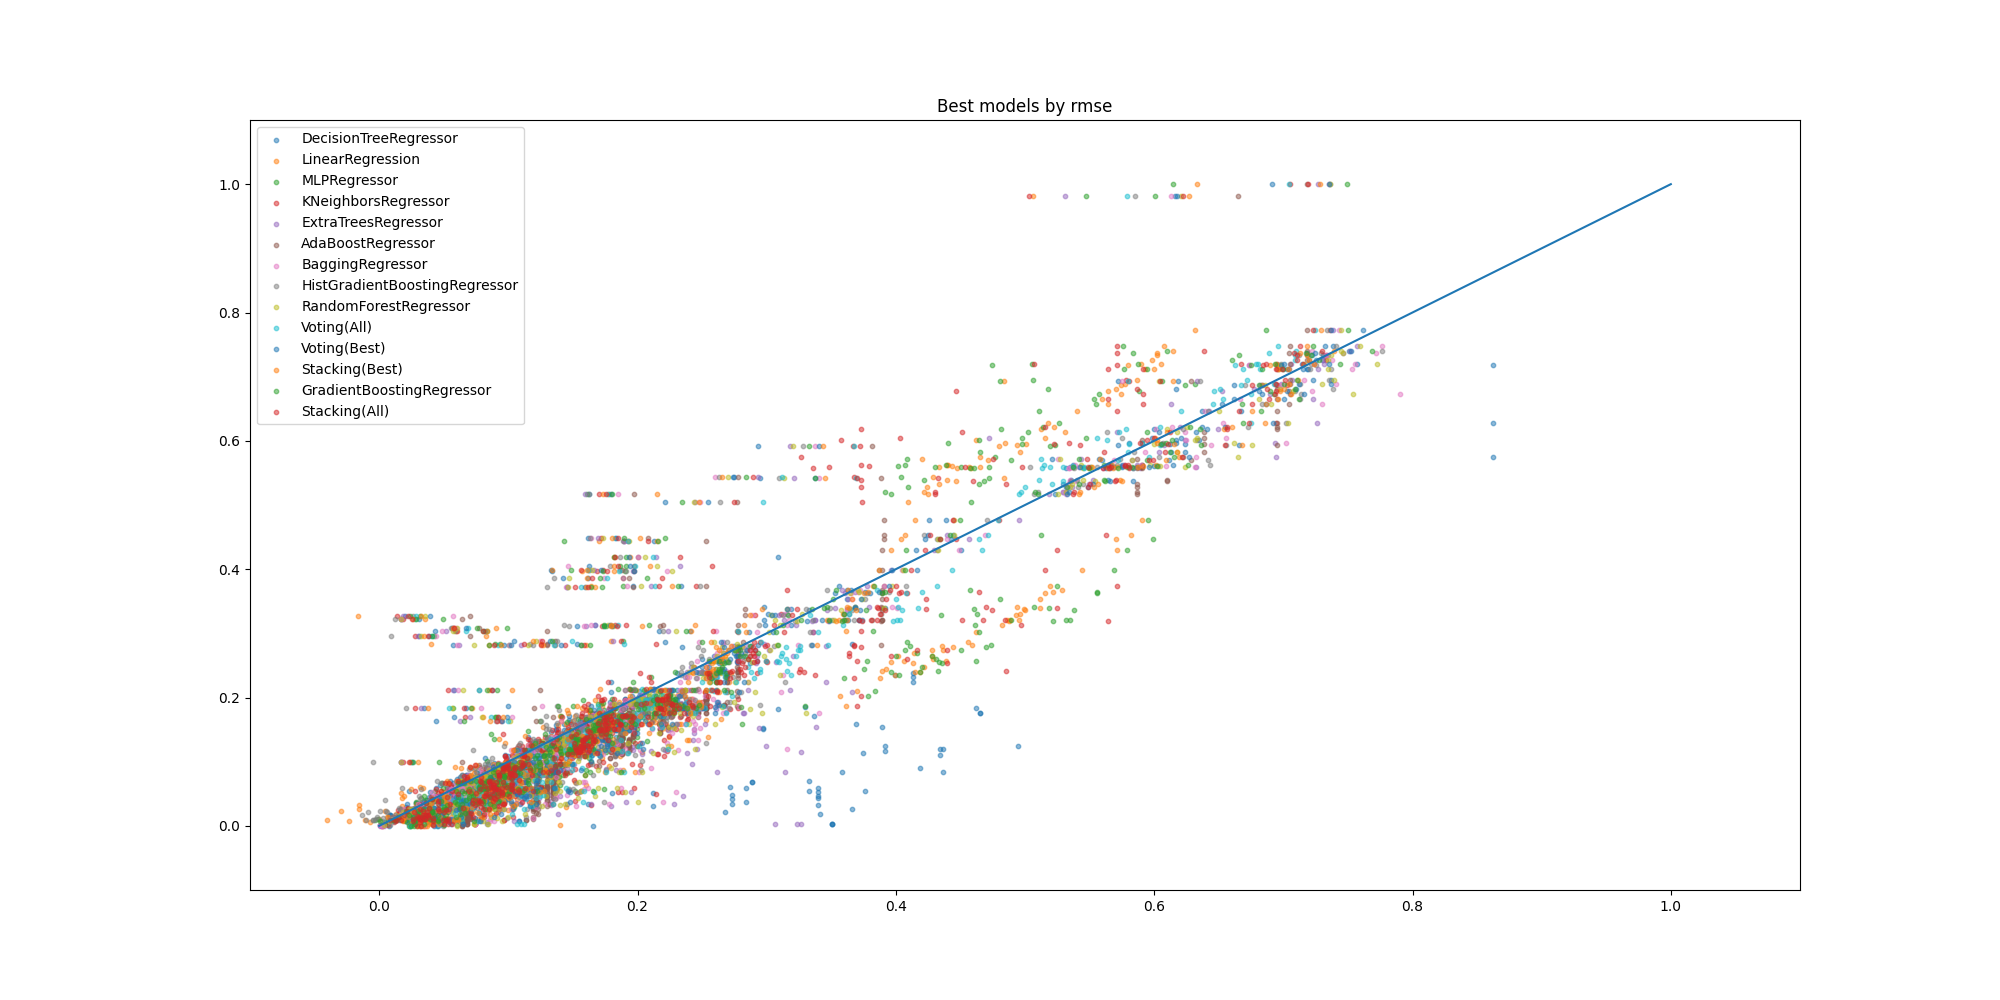 Best models by rmse
DecisionTreeRegressor
LinearRegression
MLPRegressor
KNeighborsRegressor
ExtraTreesRegressor
AdaBoostRegressor
BaggingRegressor
HistGradientBoostingRegressor
RandomForestRegressor
Voting(All)
Voting(Best)
Stacking(Best)
GradientBoostingRegressor
Stacking(All)
1.0
0.8
0.6
0.4
0.2
0.0
0.0 0.2 0.4 0.6 0.8 1.0